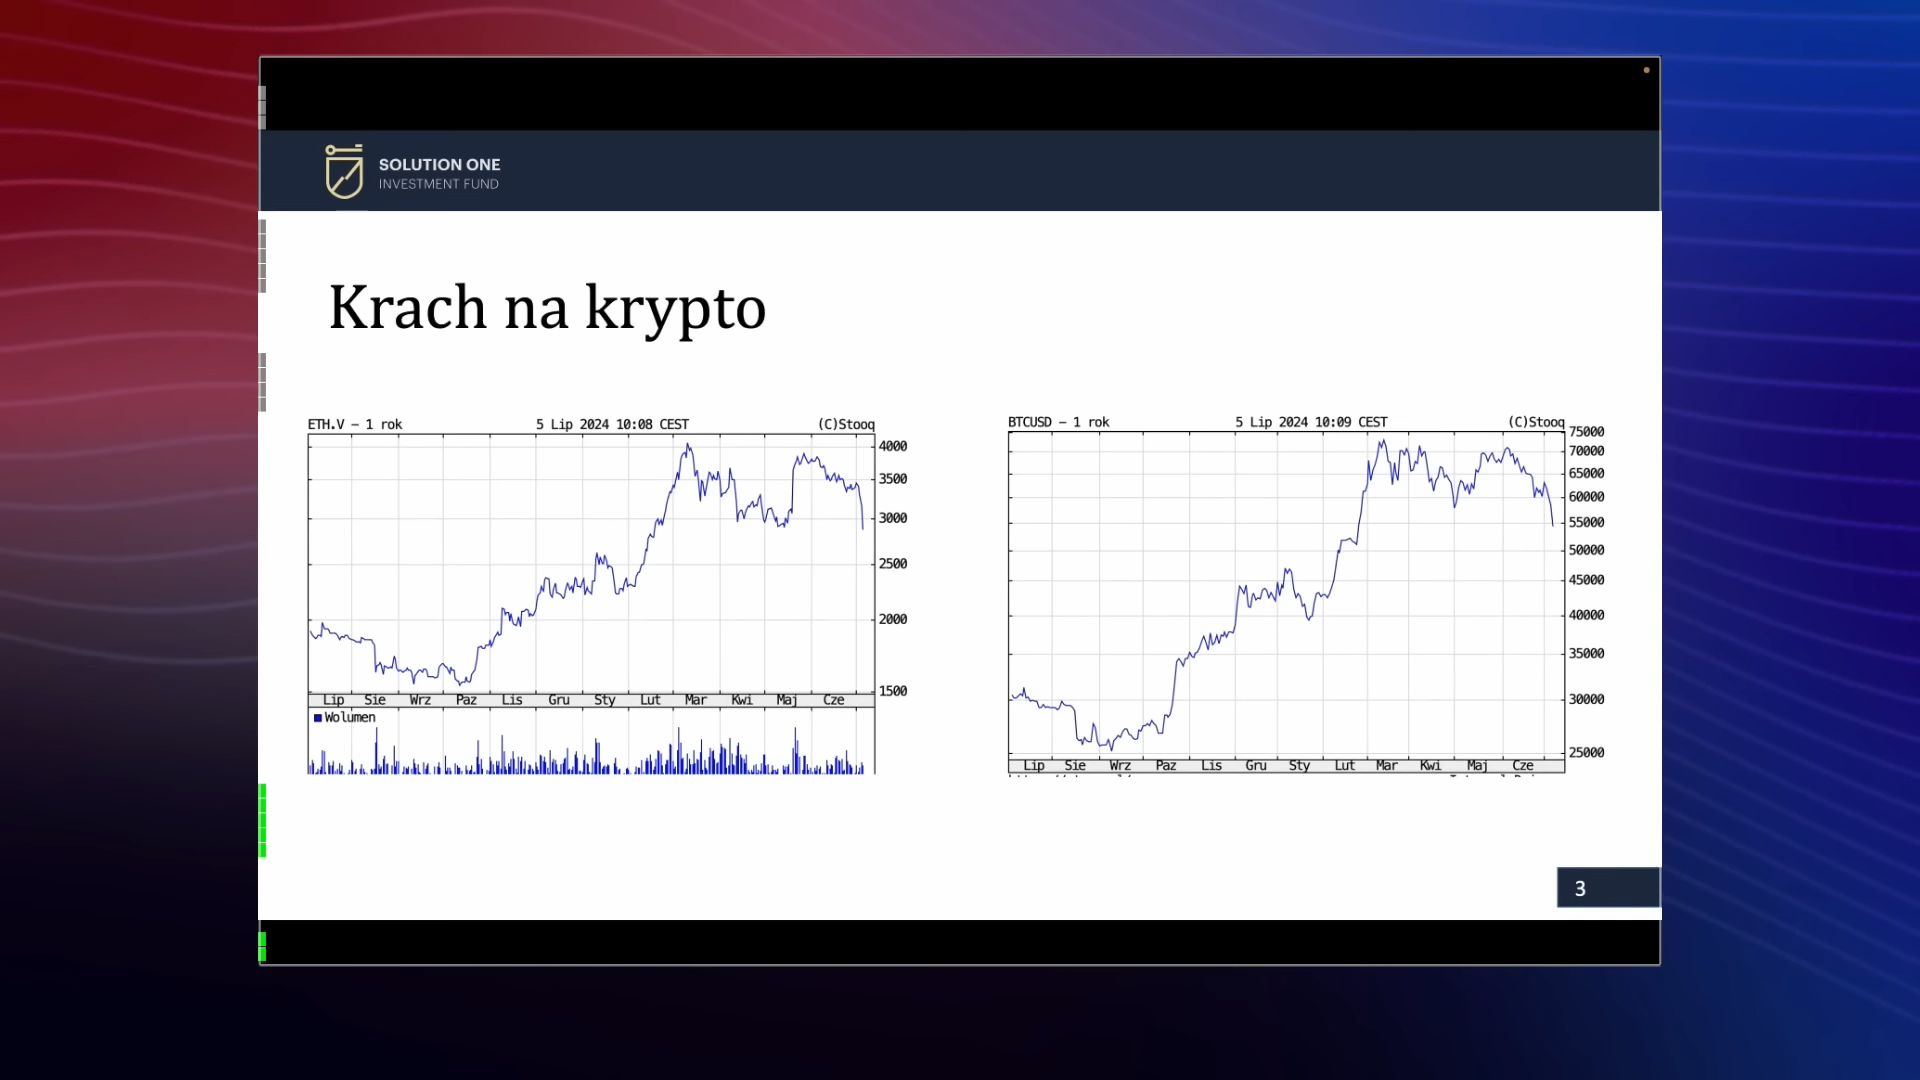 SOLUTION ONE
INVESTMENT FUND
Krach na krypto
ETH.V – 1 rok 5 Lip 2024 10:08 CEST (C)Stooq
4000
3500
3000
2500
2000
1500
Lip Sie Wrz Paz Lis Gru Sty Lut Mar Kwi Maj Cze
Wolumen
BTCUSD – 1 rok 5 Lip 2024 10:09 CEST (C)Stooq
75000
70000
65000
60000
55000
50000
45000
40000
35000
30000
25000
Lip Sie Wrz Paz Lis Gru Sty Lut Mar Kwi Maj Cze
3